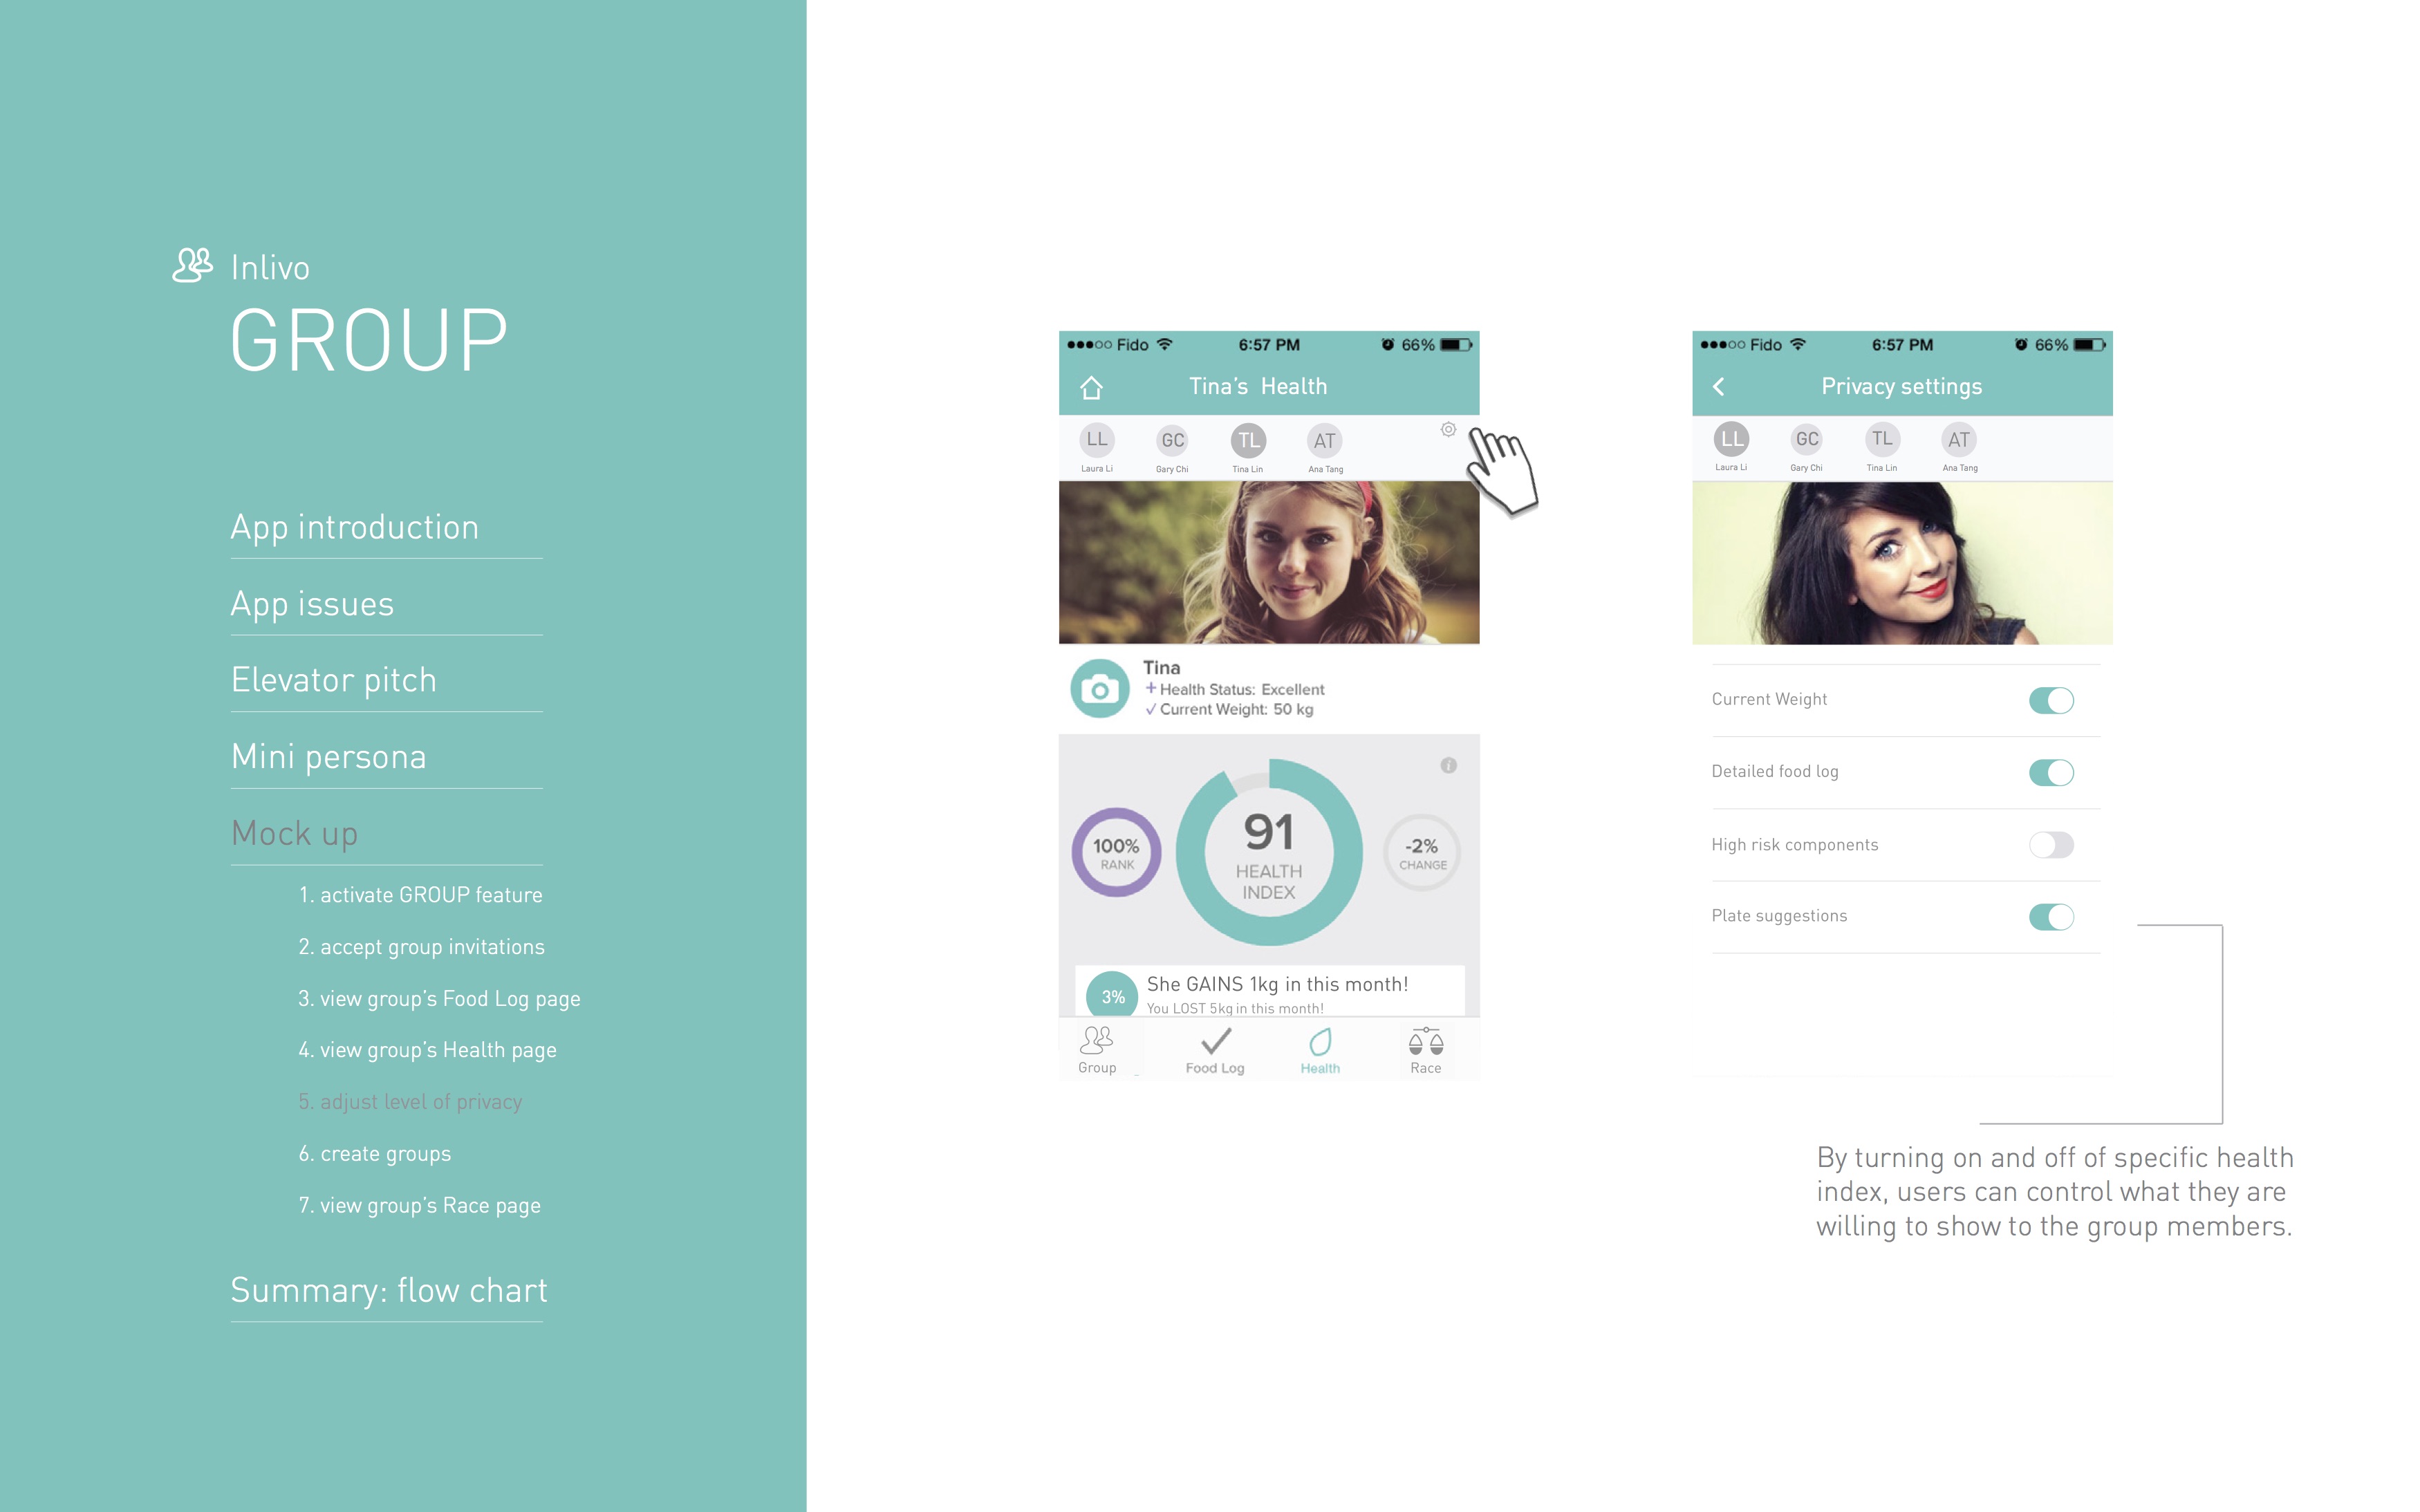 Inlivo
GROUP
App introduction
App issues
Elevator pitch
Mini persona
Mock up
1. activate GROUP feature
2. accept group invitations
3. view group's Food Log page
4. view group's Health page
5. adjust level of privacy
6. create groups
7. view group's Race page
Summary: flow chart
Fido 6:57 PM 66%
Tina's Health
LL GC TL AT
Laura Li Gary Chi Tina Lin Ana Tang
Tina
+ Health Status: Excellent
✓ Current Weight: 50 kg
100%
RANK
91
HEALTH
INDEX
-2%
CHANGE
3%
She GAINS 1kg in this month!
You LOST 5kg in this month!
Group Food Log Health Race
Fido 6:57 PM 66%
Privacy settings
LL GC TL AT
Laura Li Gary Chi Tina Lin Ana Tang
Current Weight
Detailed food log
High risk components
Plate suggestions
By turning on and off of specific health
index, users can control what they are
willing to show to the group members.